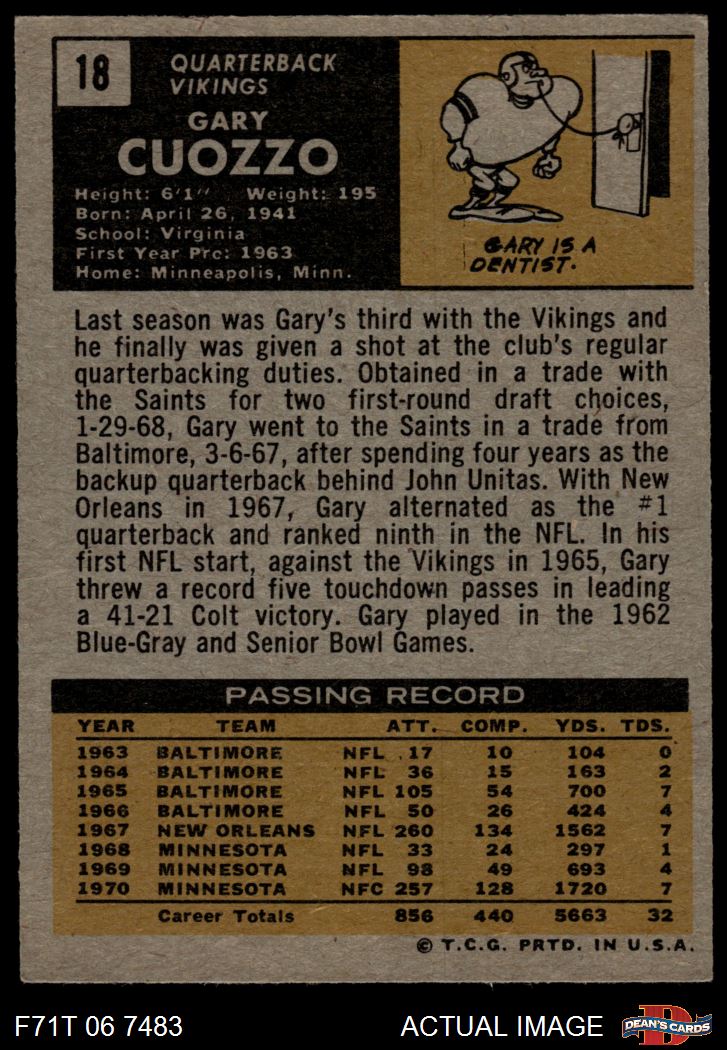 18
QUARTERBACK
VIKINGS
GARY
CUOZZO
Height: 6'1" Weight: 195
Born: April 26, 1941
School: Virginia
First Year Pro: 1963
Home: Minneapolis, Minn.
GARY IS A
DENTIST.
Last season was Gary's third with the Vikings and
he finally was given a shot at the club's regular
quarterbacking duties. Obtained in a trade with
the Saints for two first-round draft choices,
1-29-68, Gary went to the Saints in a trade from
Baltimore, 3-6-67, after spending four years as the
backup quarterback behind John Unitas. With New
Orleans in 1967, Gary alternated as the #1
quarterback and ranked ninth in the NFL. In his
first NFL start, against the Vikings in 1965, Gary
threw a record five touchdown passes in leading
a 41-21 Colt victory. Gary played in the 1962
Blue-Gray and Senior Bowl Games.
PASSING RECORD
YEAR TEAM ATT. COMP. YDS. TDS.
1963 BALTIMORE NFL 17 10 104 0
1964 BALTIMORE NFL 36 15 163 2
1965 BALTIMORE NFL 105 54 700 7
1966 BALTIMORE NFL 50 26 424 4
1967 NEW ORLEANS NFL 260 134 1562 7
1968 MINNESOTA NFL 33 24 297 1
1969 MINNESOTA NFL 98 49 693 4
1970 MINNESOTA NFC 257 128 1720 7
Career Totals 856 440 5663 32
© T.C.G. PRTD. IN U.S.A.
F71T 06 7483 ACTUAL IMAGE D DEAN'S CARDS